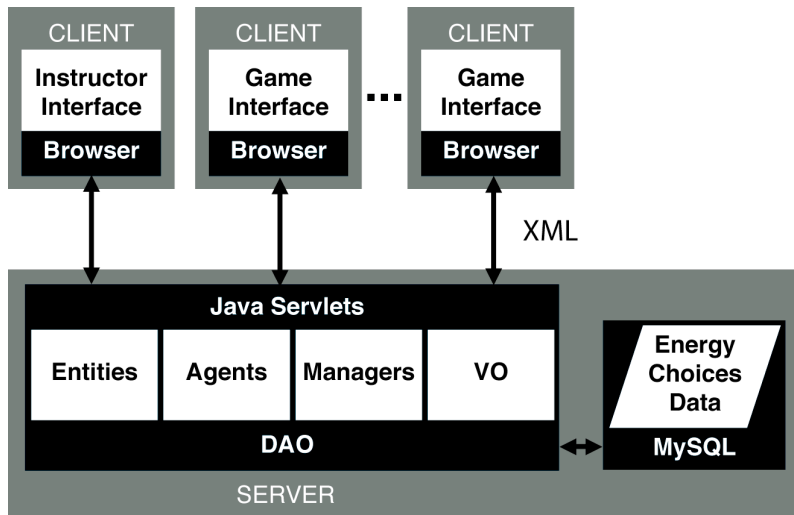 CLIENT
Instructor
Interface
Browser
CLIENT
Game
Interface
Browser
...
CLIENT
Game
Interface
Browser
XML
Java Servlets
Entities
Agents
Managers
VO
DAO
Energy
Choices
Data
MySQL
SERVER